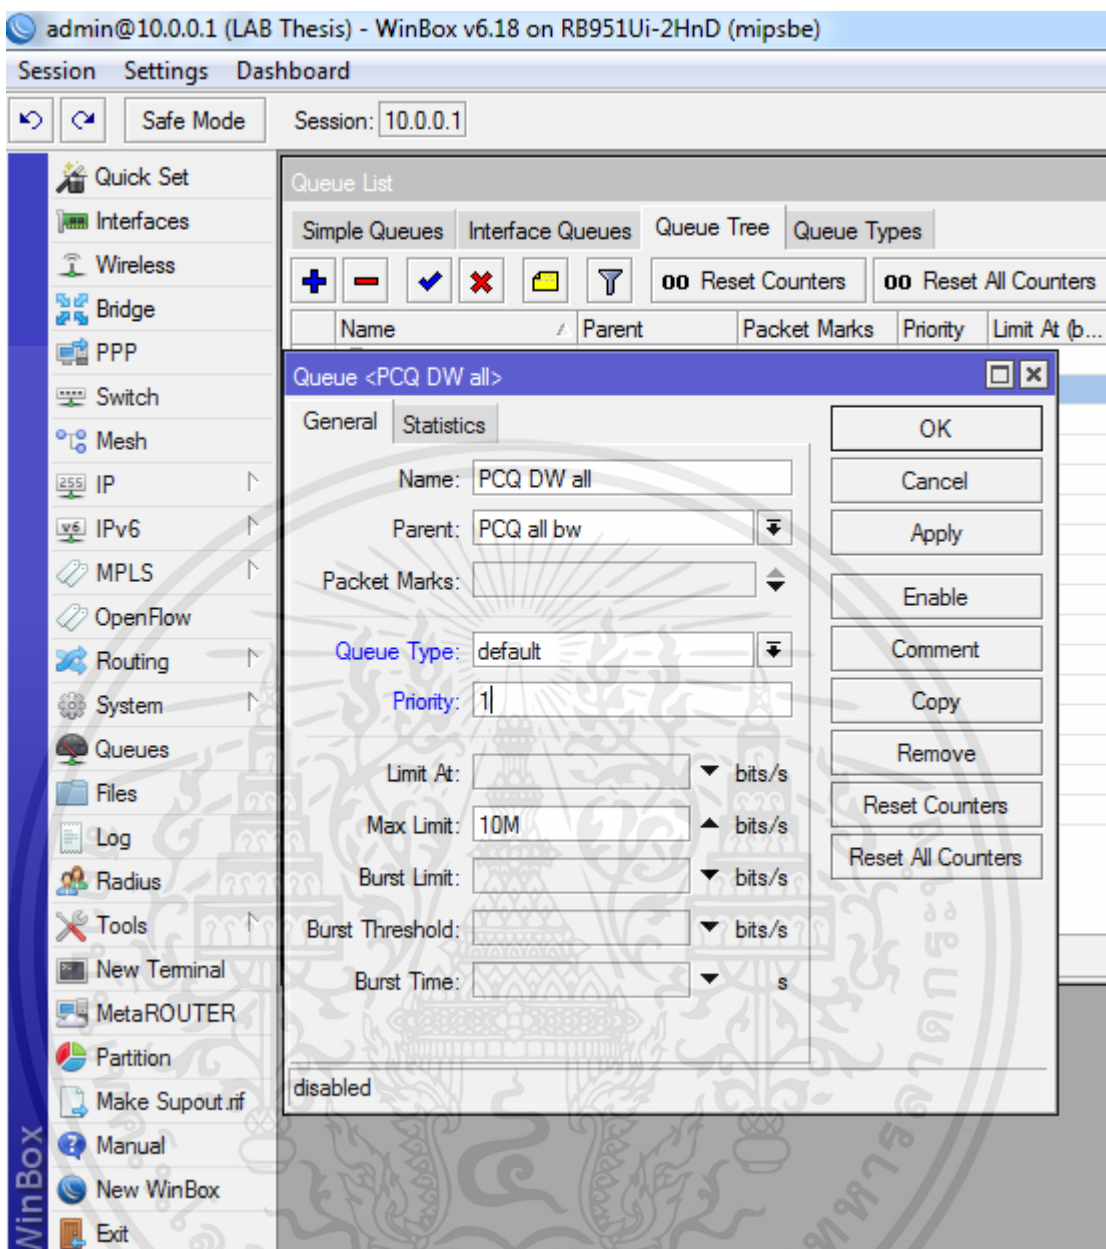 admin@10.0.0.1 (LAB Thesis) - WinBox v6.18 on RB951Ui-2HnD (mipsbe)
Session Settings Dashboard
Safe Mode Session: 10.0.0.1
Quick Set
Interfaces
Wireless
Bridge
PPP
Switch
Mesh
255 IP
v6 IPv6
MPLS
OpenFlow
Routing
System
Queues
Files
Log
Radius
Tools
New Terminal
MetaROUTER
Partition
Make Supout.rif
Manual
New WinBox
Exit
WinBox
Queue List
Simple Queues Interface Queues Queue Tree Queue Types
00 Reset Counters 00 Reset All Counters
Name Parent Packet Marks Priority Limit At (b...
Queue <PCQ DW all>
General Statistics
Name: PCQ DW all
Parent: PCQ all bw
Packet Marks:
Queue Type: default
Priority: 1
Limit At: bits/s
Max Limit: 10M bits/s
Burst Limit: bits/s
Burst Threshold: bits/s
Burst Time: s
OK
Cancel
Apply
Enable
Comment
Copy
Remove
Reset Counters
Reset All Counters
disabled